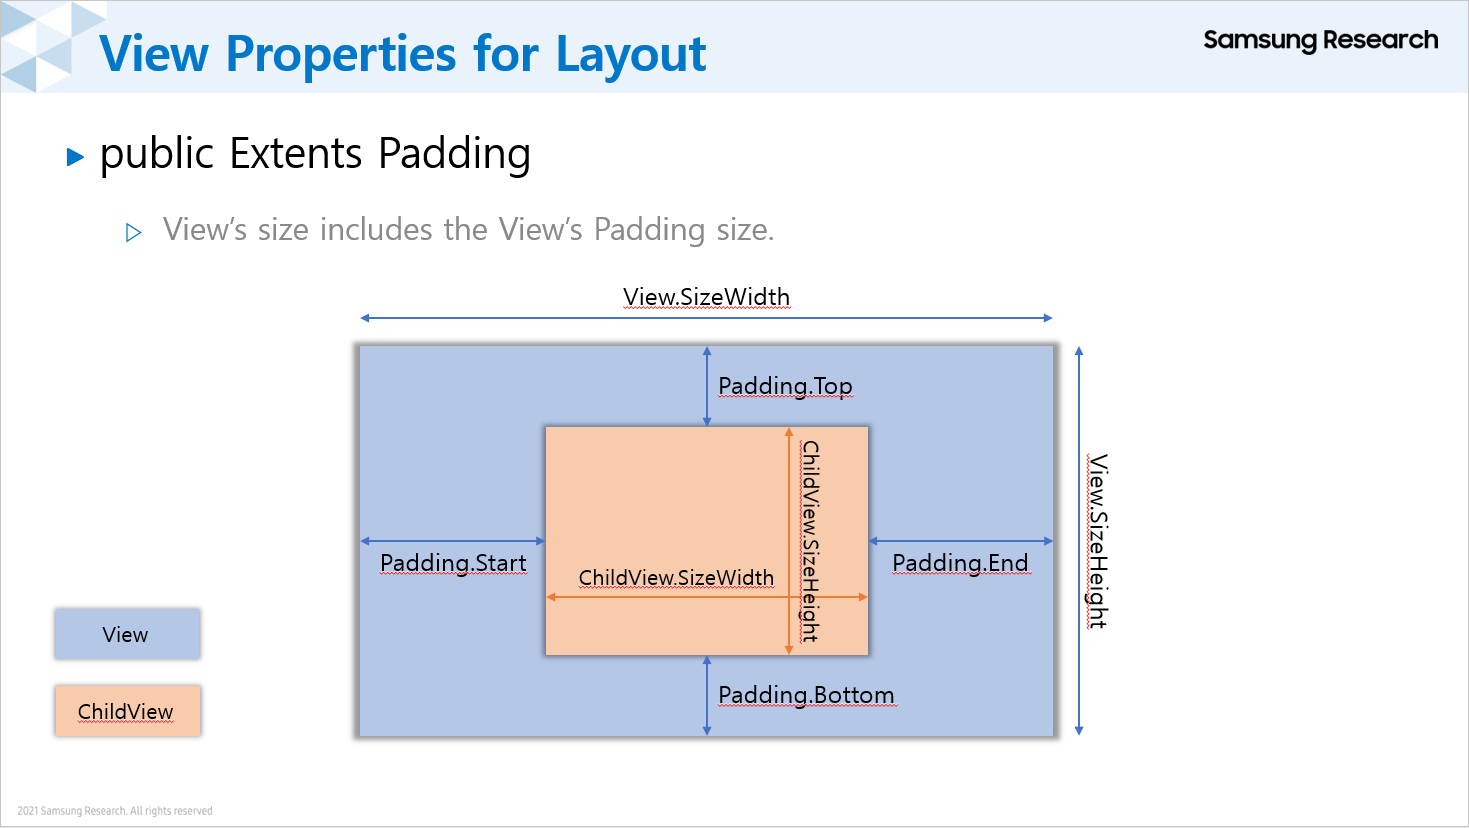 View Properties for Layout
Samsung Research
public Extents Padding
View’s size includes the View’s Padding size.
View.SizeWidth
Padding.Top
ChildView.SizeHeight
View.SizeHeight
Padding.Start
ChildView.SizeWidth
Padding.End
View
Padding.Bottom
ChildView
2021 Samsung Research. All rights reserved